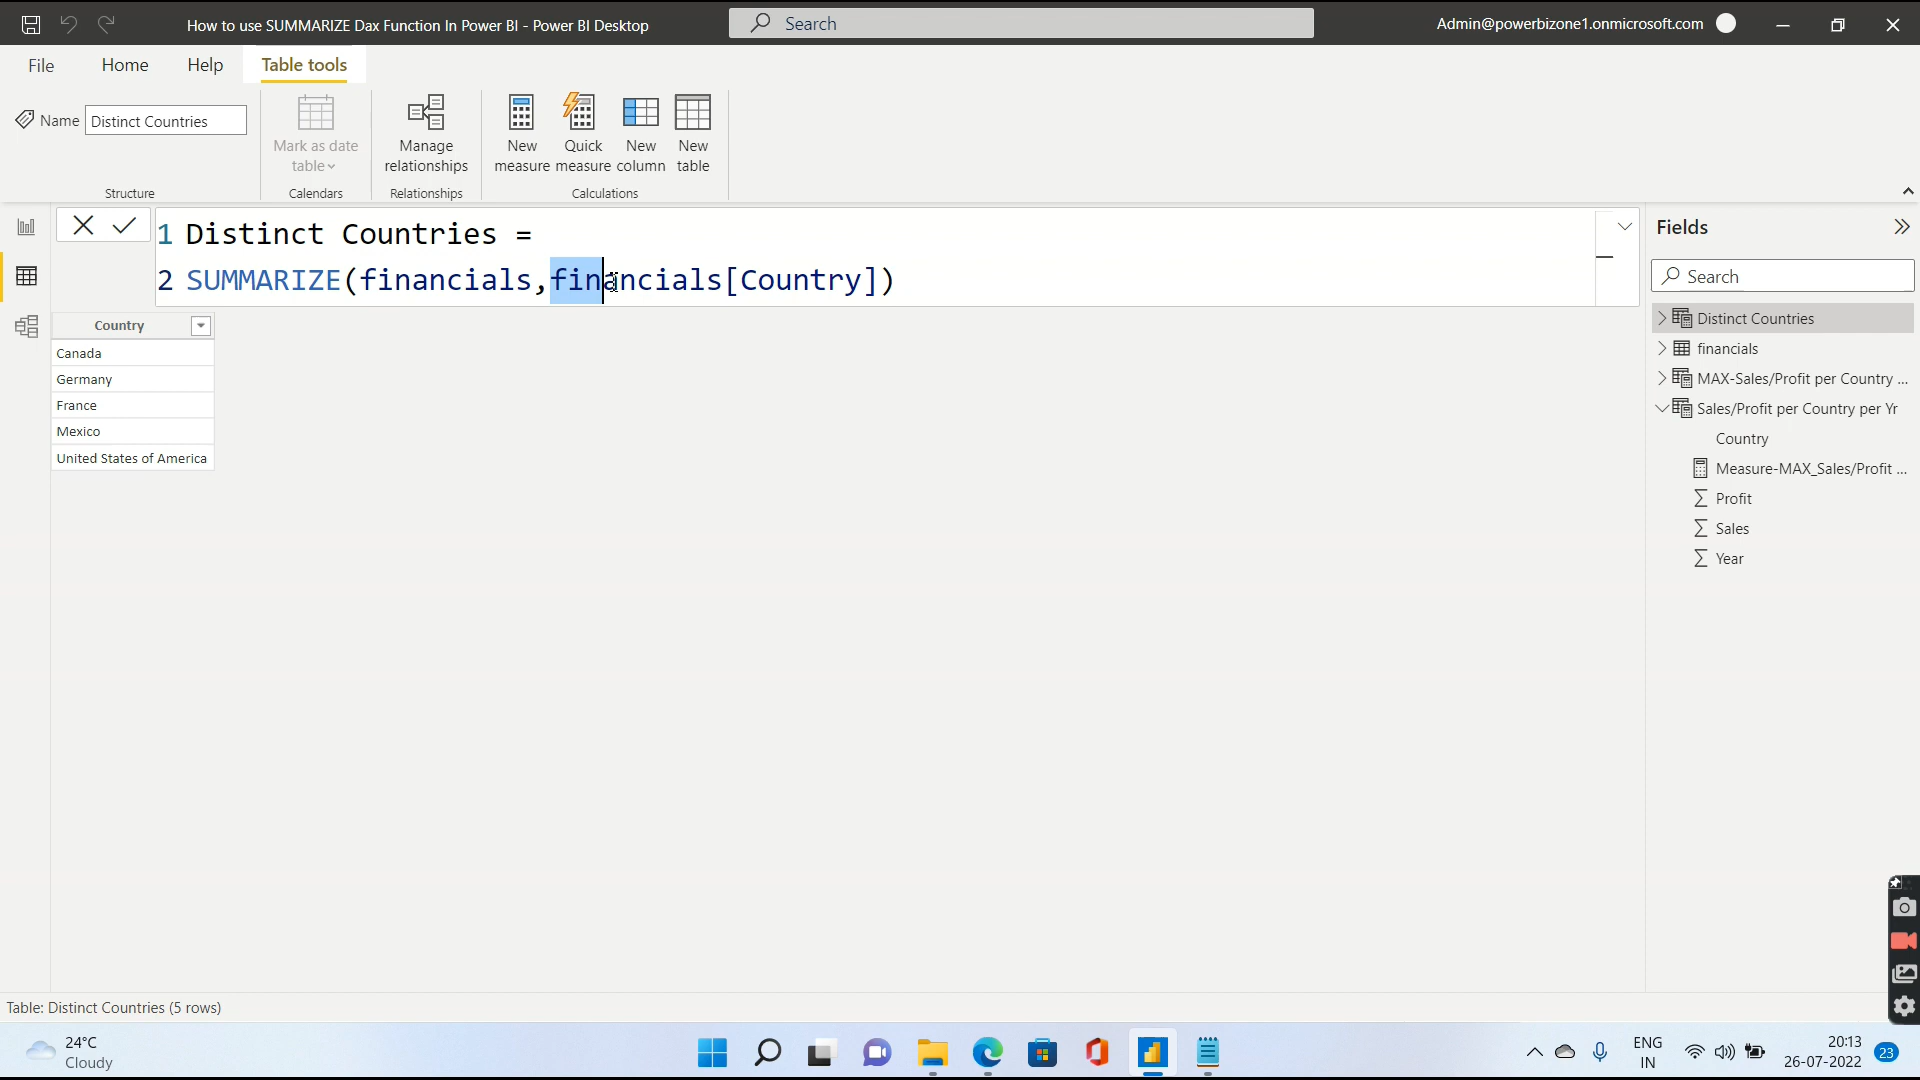 How to use SUMMARIZE Dax Function In Power BI - Power BI Desktop
Search
Admin@powerbizone1.onmicrosoft.com
File
Home
Help
Table tools
Name
Distinct Countries
Mark as date
table
Manage
relationships
New
measure
Quick
measure
New
column
New
table
Structure
Calendars
Relationships
Calculations
1 Distinct Countries =
2 SUMMARIZE(financials,financials[Country])
Country
Canada
Germany
France
Mexico
United States of America
Fields
Search
Distinct Countries
financials
MAX-Sales/Profit per Country ...
Sales/Profit per Country per Yr
Country
Measure-MAX_Sales/Profit ...
Profit
Sales
Year
Table: Distinct Countries (5 rows)
24°C
Cloudy
ENG
IN
20:13
26-07-2022
23